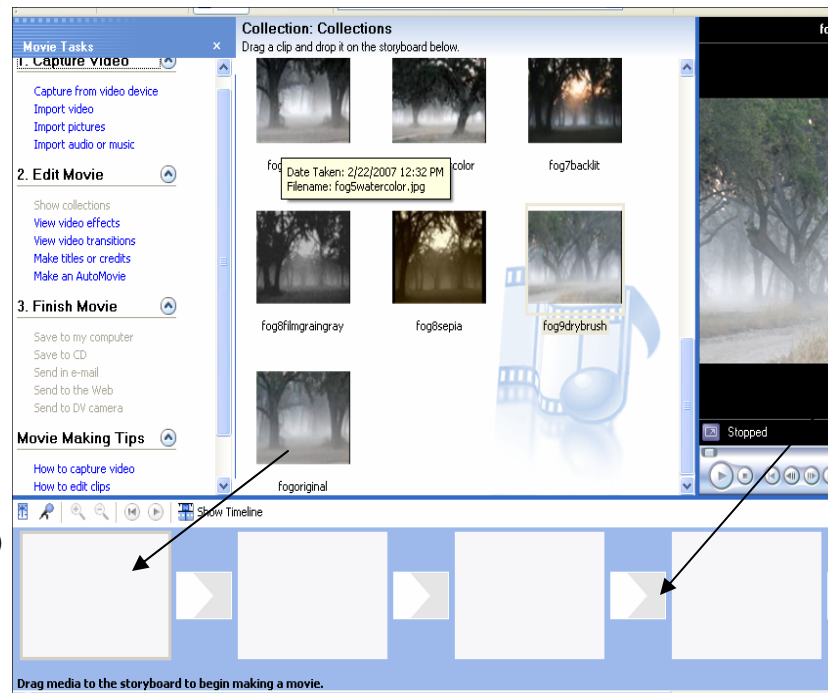 Movie Tasks
x
1. Capture Video
Capture from video device
Import video
Import pictures
Import audio or music
2. Edit Movie
Show collections
View video effects
View video transitions
Make titles or credits
Make an AutoMovie
3. Finish Movie
Save to my computer
Save to CD
Send in e-mail
Send to the Web
Send to DV camera
Movie Making Tips
How to capture video
How to edit clips
Collection: Collections
Drag a clip and drop it on the storyboard below.
fog7backlit
Date Taken: 2/22/2007 12:32 PM
Filename: fog5watercolor.jpg
fog8filmgraingray
fog8sepia
fog9drybrush
fogoriginal
Stopped
Show Timeline
Drag media to the storyboard to begin making a movie.